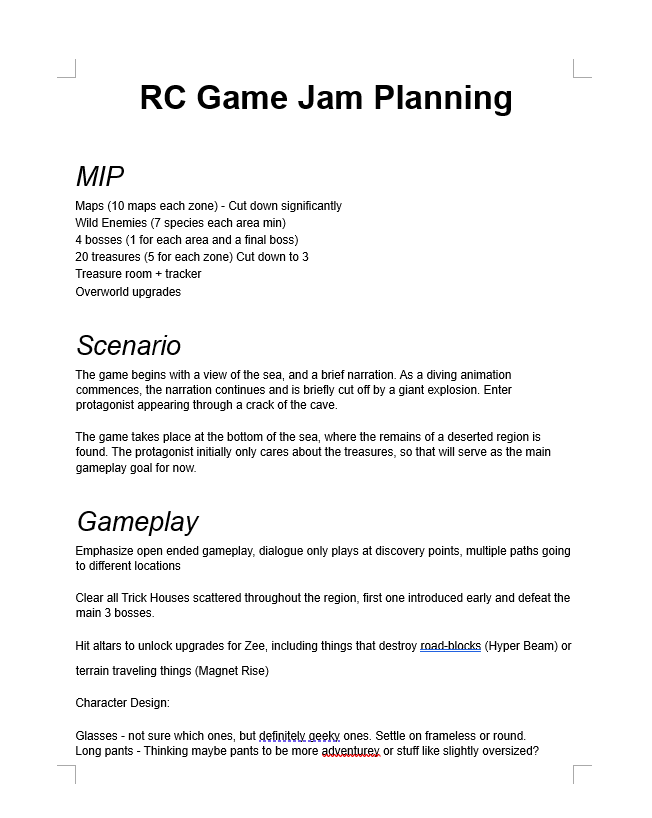 RC Game Jam Planning
MIP
Maps (10 maps each zone) - Cut down significantly
Wild Enemies (7 species each area min)
4 bosses (1 for each area and a final boss)
20 treasures (5 for each zone) Cut down to 3
Treasure room + tracker
Overworld upgrades
Scenario
The game begins with a view of the sea, and a brief narration. As a diving animation
commences, the narration continues and is briefly cut off by a giant explosion. Enter
protagonist appearing through a crack of the cave.
The game takes place at the bottom of the sea, where the remains of a deserted region is
found. The protagonist initially only cares about the treasures, so that will serve as the main
gameplay goal for now.
Gameplay
Emphasize open ended gameplay, dialogue only plays at discovery points, multiple paths going
to different locations
Clear all Trick Houses scattered throughout the region, first one introduced early and defeat the
main 3 bosses.
Hit altars to unlock upgrades for Zee, including things that destroy road-blocks (Hyper Beam) or
terrain traveling things (Magnet Rise)
Character Design:
Glasses - not sure which ones, but definitely geeky ones. Settle on frameless or round.
Long pants - Thinking maybe pants to be more adventurey or stuff like slightly oversized?